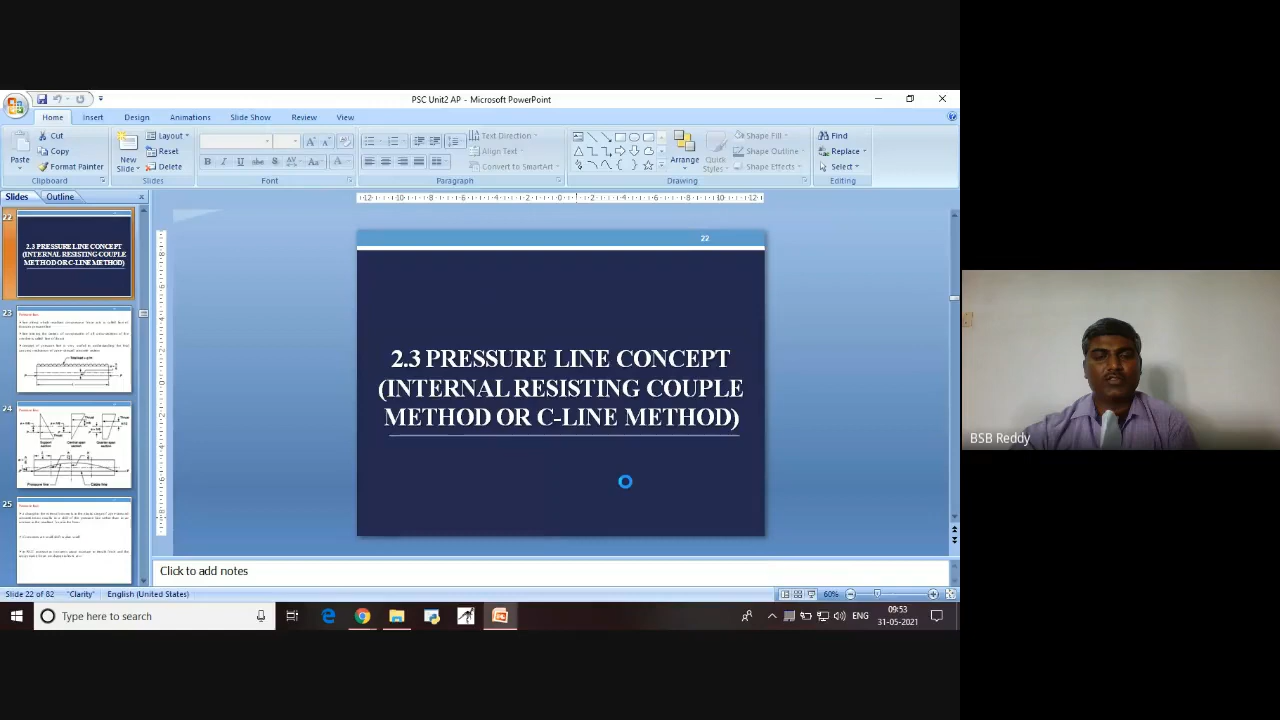 PSC Unit2 AP - Microsoft PowerPoint
Home Insert Design Animations Slide Show Review View
Cut
Copy
Format Painter
Paste
Clipboard
New
Slide
Layout
Reset
Delete
Slides
Font
Text Direction
Align Text
Convert to SmartArt
Paragraph
Arrange
Quick
Styles
Shape Fill
Shape Outline
Shape Effects
Drawing
Find
Replace
Select
Editing
Slides Outline
22
2.3 PRESSURE LINE CONCEPT
(INTERNAL RESISTING COUPLE
METHOD OR C-LINE METHOD)
23
24
25
22
2.3 PRESSURE LINE CONCEPT
(INTERNAL RESISTING COUPLE
METHOD OR C-LINE METHOD)
Click to add notes
Slide 22 of 82 "Clarity" English (United States) 60%
Type here to search
ENG
09:53
31-05-2021
BSB Reddy